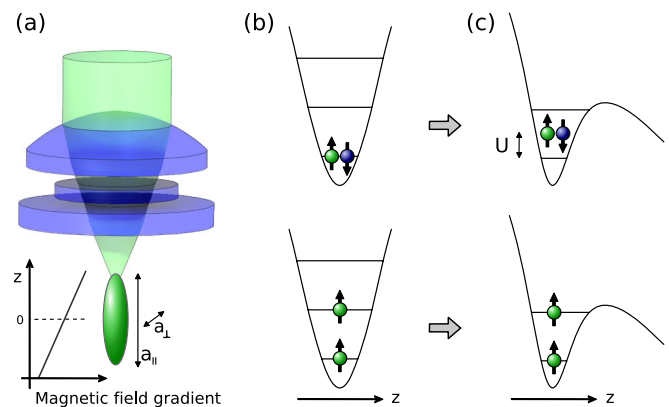 (a)
(b)
(c)
U
z
0
a⊥
a||
Magnetic field gradient
z
z